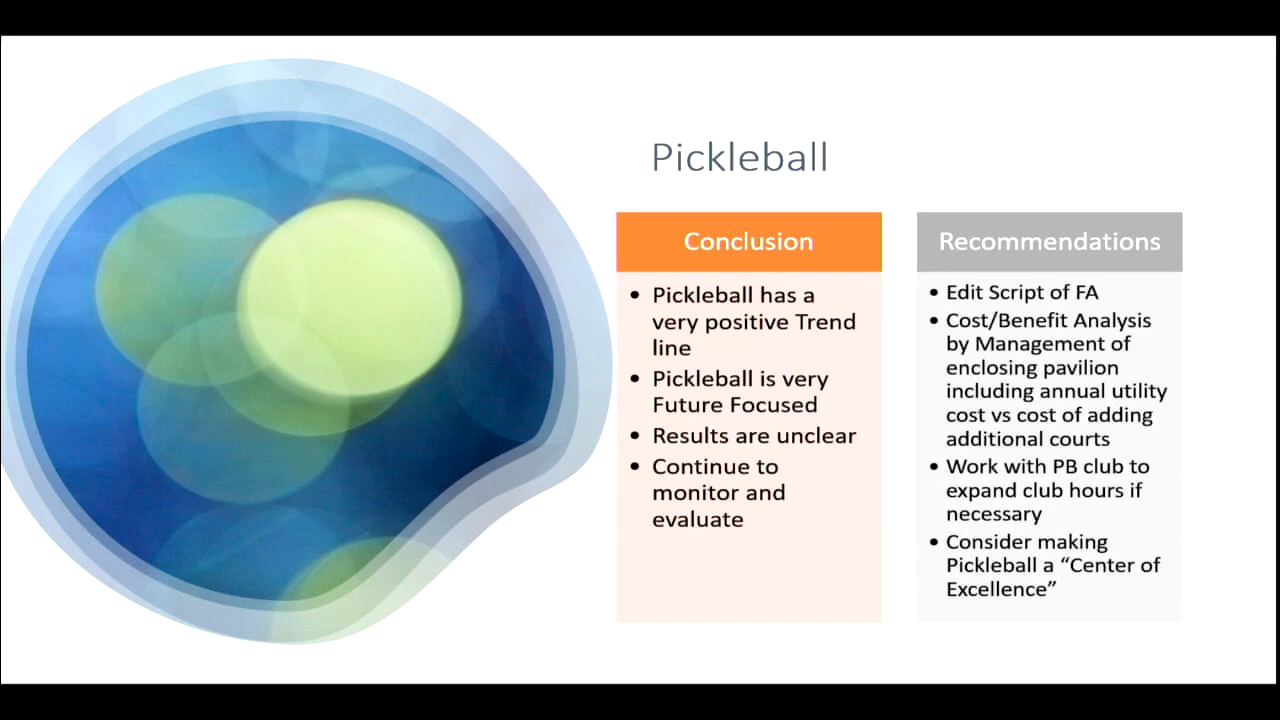 Pickleball
Conclusion
• Pickleball has a
very positive Trend
line
• Pickleball is very
Future Focused
• Results are unclear
• Continue to
monitor and
evaluate
Recommendations
• Edit Script of FA
• Cost/Benefit Analysis
by Management of
enclosing pavilion
including annual utility
cost vs cost of adding
additional courts
• Work with PB club to
expand club hours if
necessary
• Consider making
Pickleball a “Center of
Excellence”